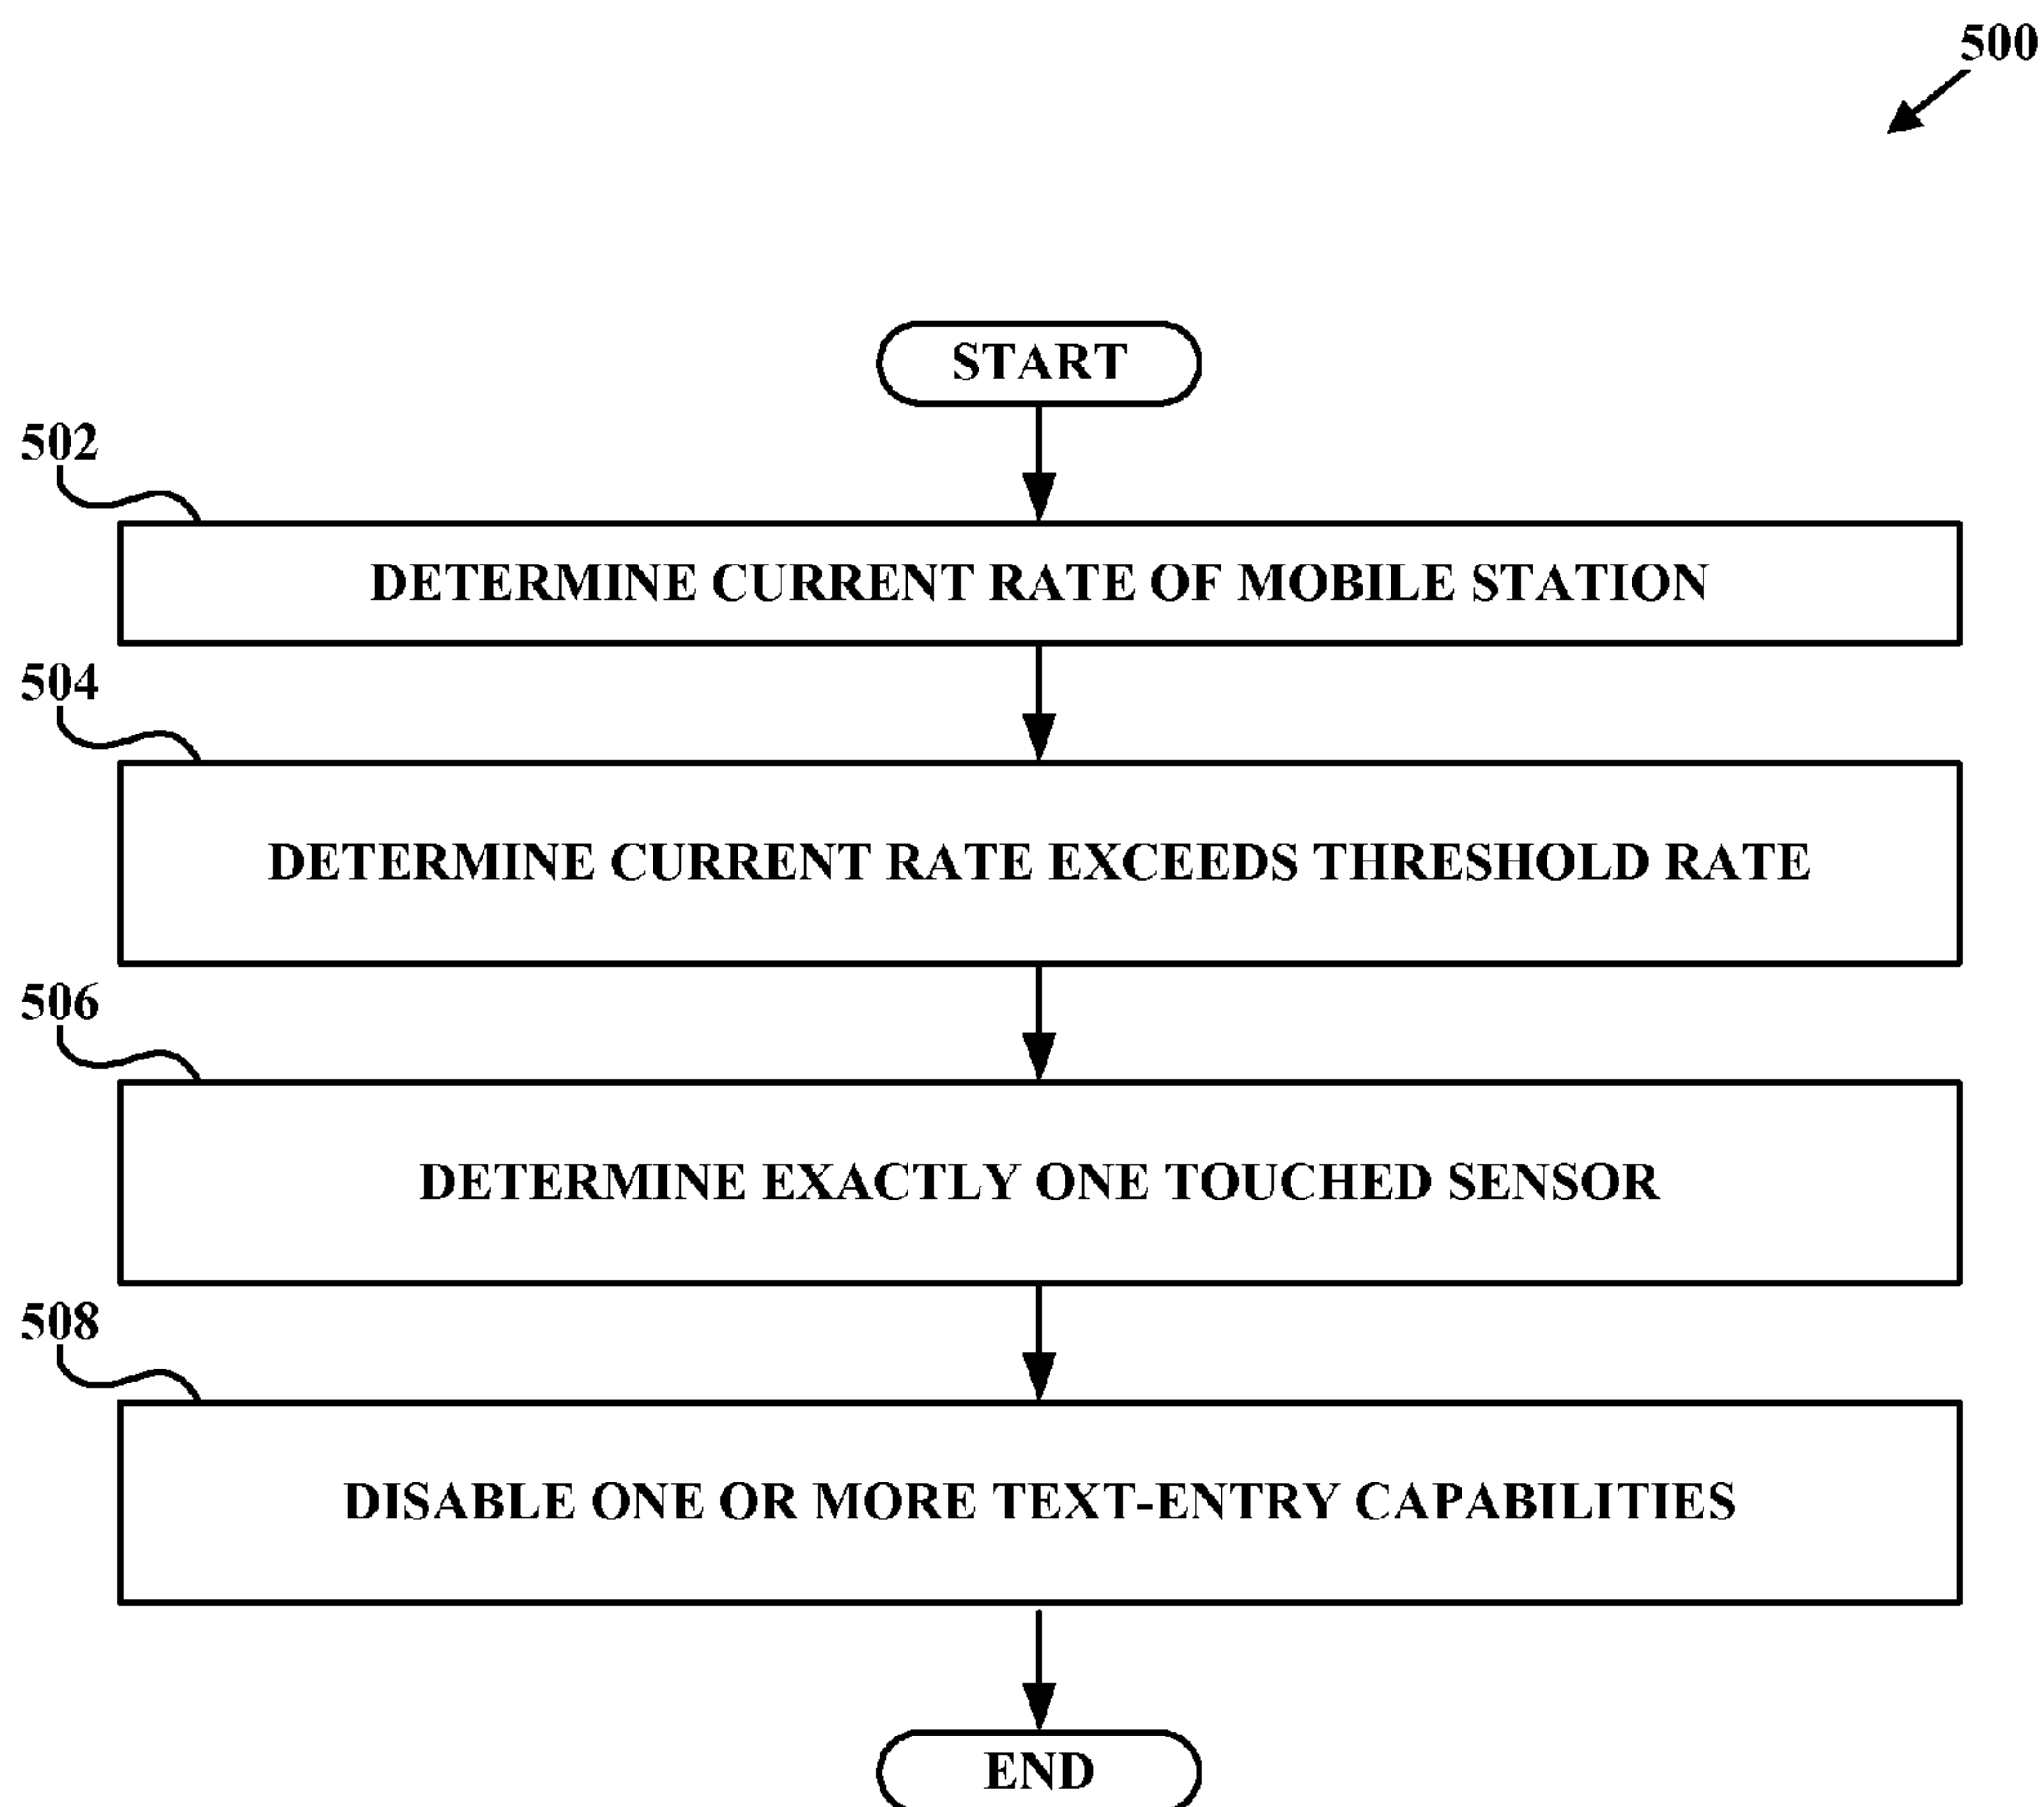 500
START
502
DETERMINE CURRENT RATE OF MOBILE STATION
504
DETERMINE CURRENT RATE EXCEEDS THRESHOLD RATE
506
DETERMINE EXACTLY ONE TOUCHED SENSOR
508
DISABLE ONE OR MORE TEXT-ENTRY CAPABILITIES
END